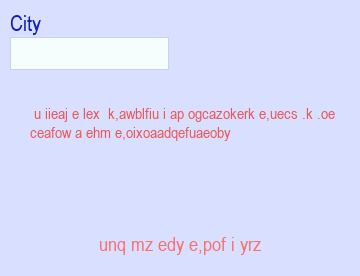 City
u iieaj e lex k,awblfiu i ap ogcazokerk e,uecs .k .oe
ceafow a ehm e,oixoaadqefuaeoby
unq mz edy e,pof i yrz